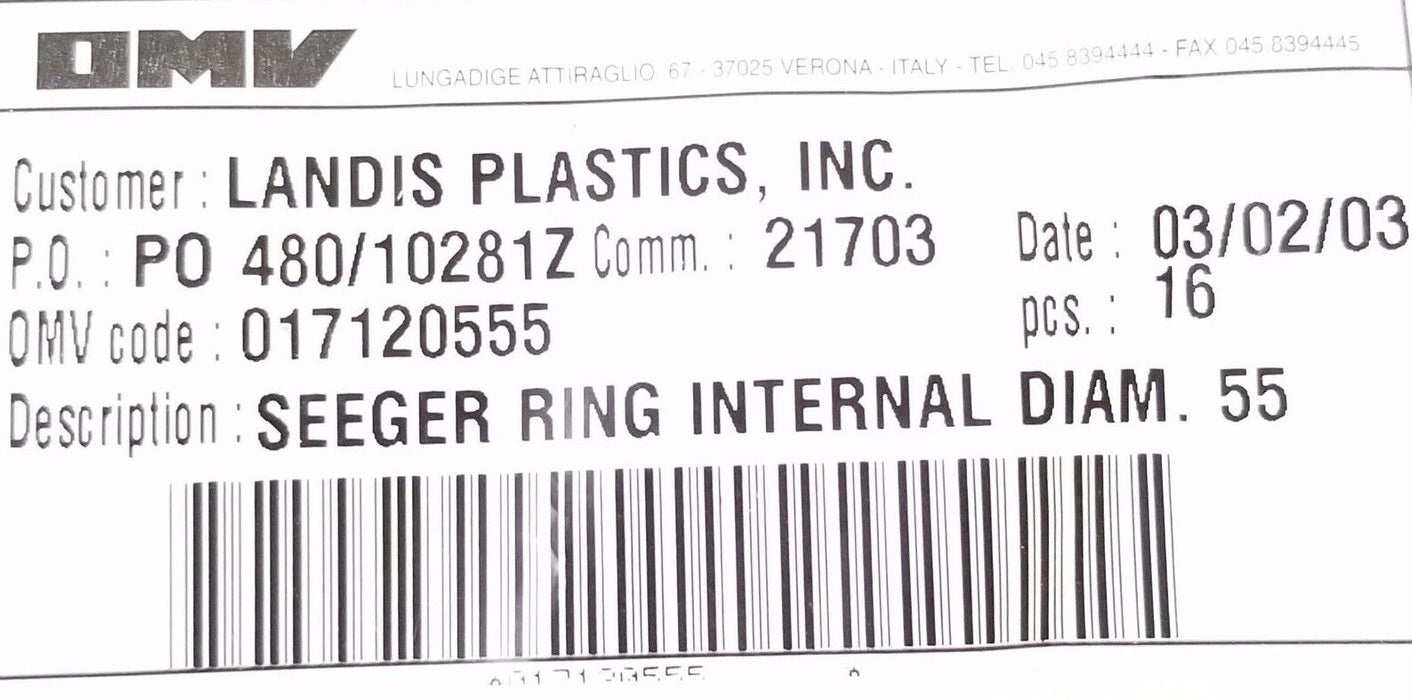 OMV
LUNGADIGE ATTIRAGLIO, 67 - 37025 VERONA - ITALY - TEL. 045.8394444 - FAX 045.8394445
Customer : LANDIS PLASTICS, INC.
P.O. : PO 480/10281Z Comm. : 21703 Date : 03/02/03
OMV code : 017120555 pcs. : 16
Description : SEEGER RING INTERNAL DIAM. 55